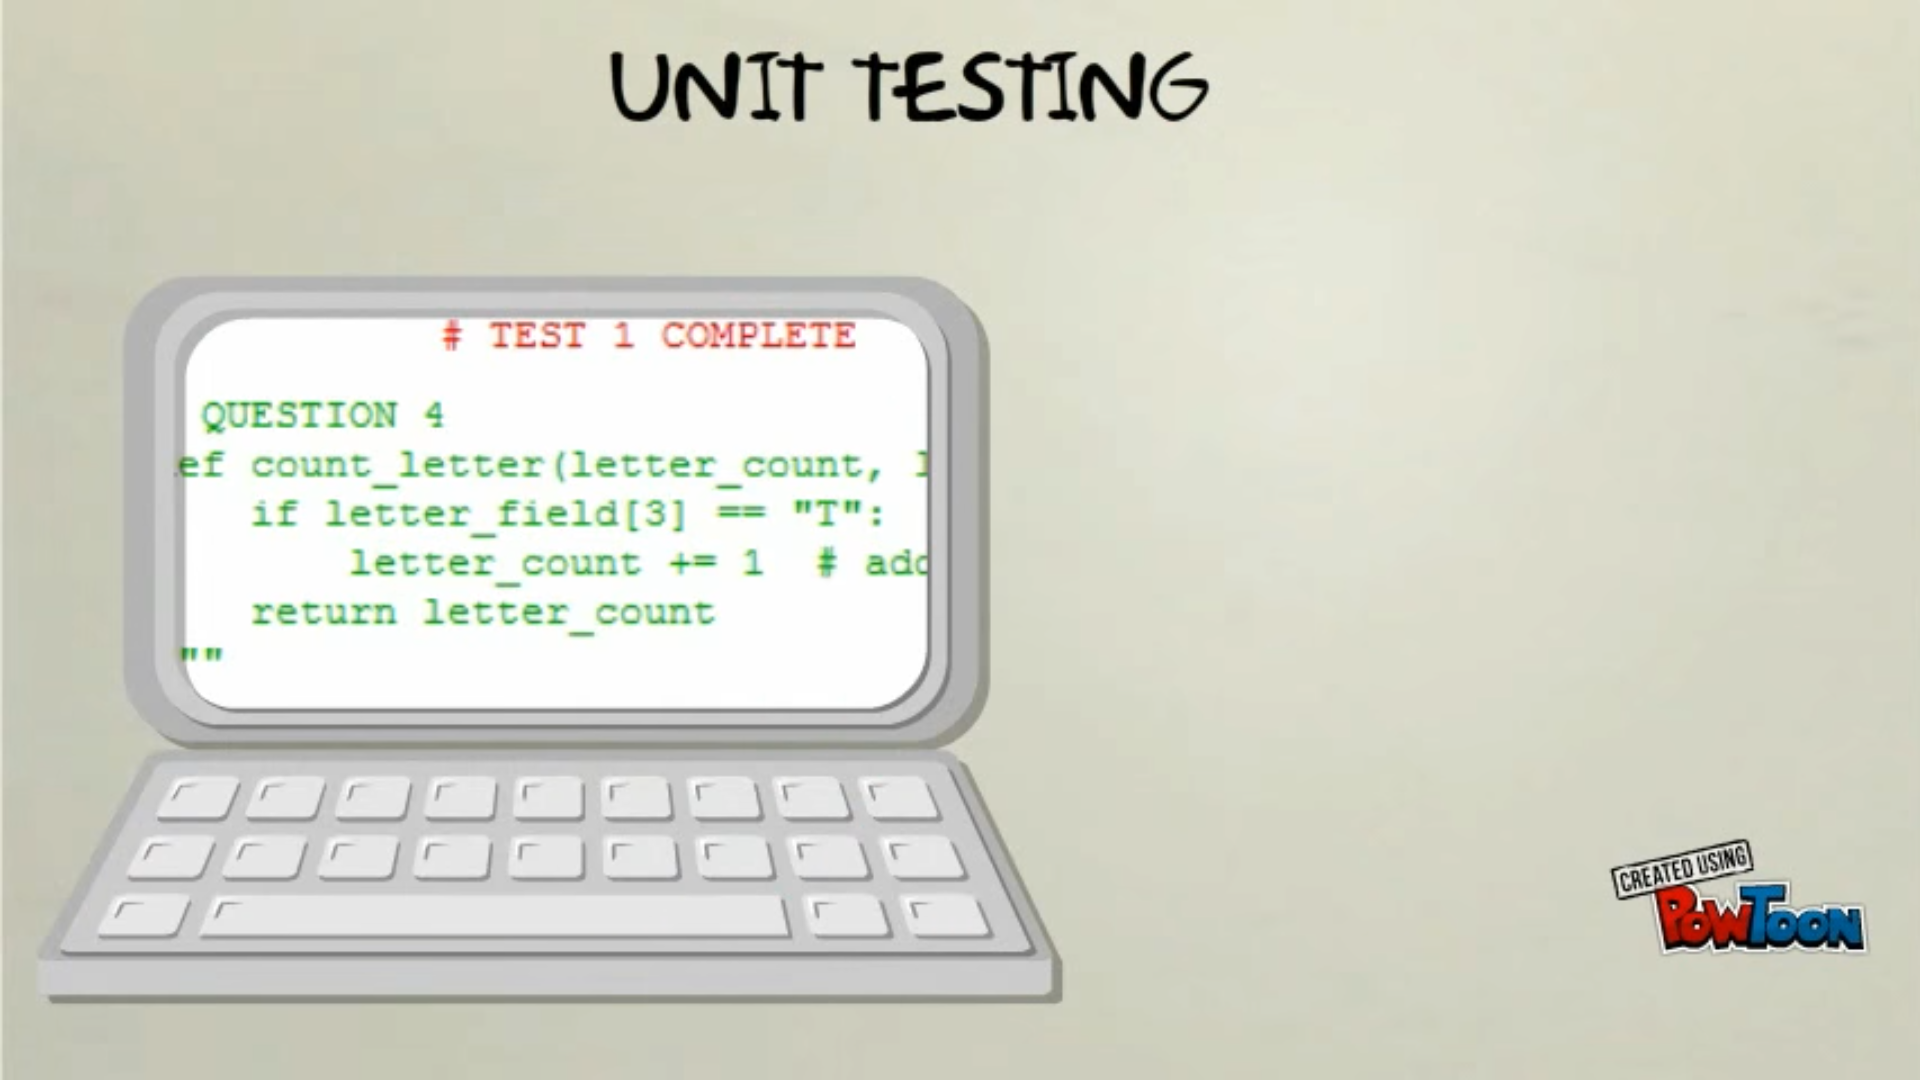 UNIT TESTING
# TEST 1 COMPLETE
QUESTION 4
ef count_letter(letter_count, l
if letter_field[3] == "T":
letter_count += 1  # add
return letter_count
""
CREATED USING
POWTOON